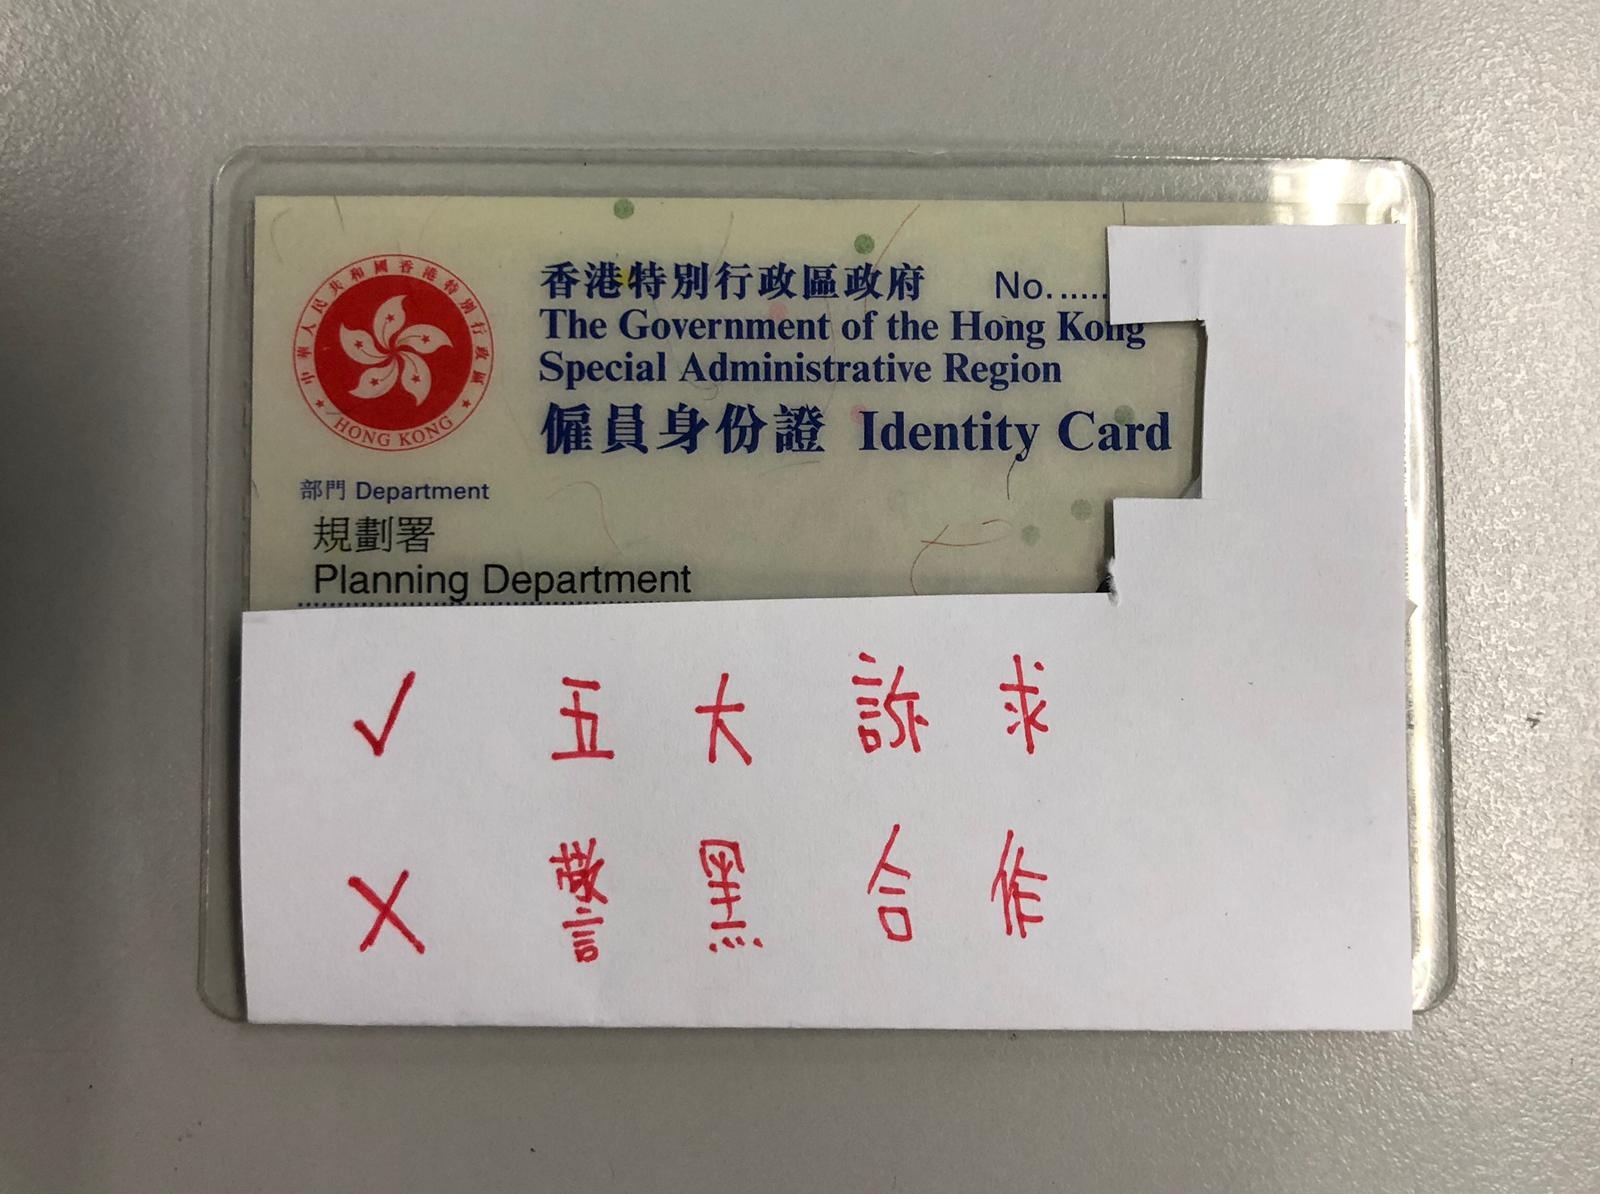 中華人民共和國香港特別行政區
HONG KONG
香港特別行政區政府 No. ......
The Government of the Hong Kong
Special Administrative Region
僱員身份證 Identity Card
部門 Department
規劃署
Planning Department
✓ 五大訴求
✗ 警黑合作